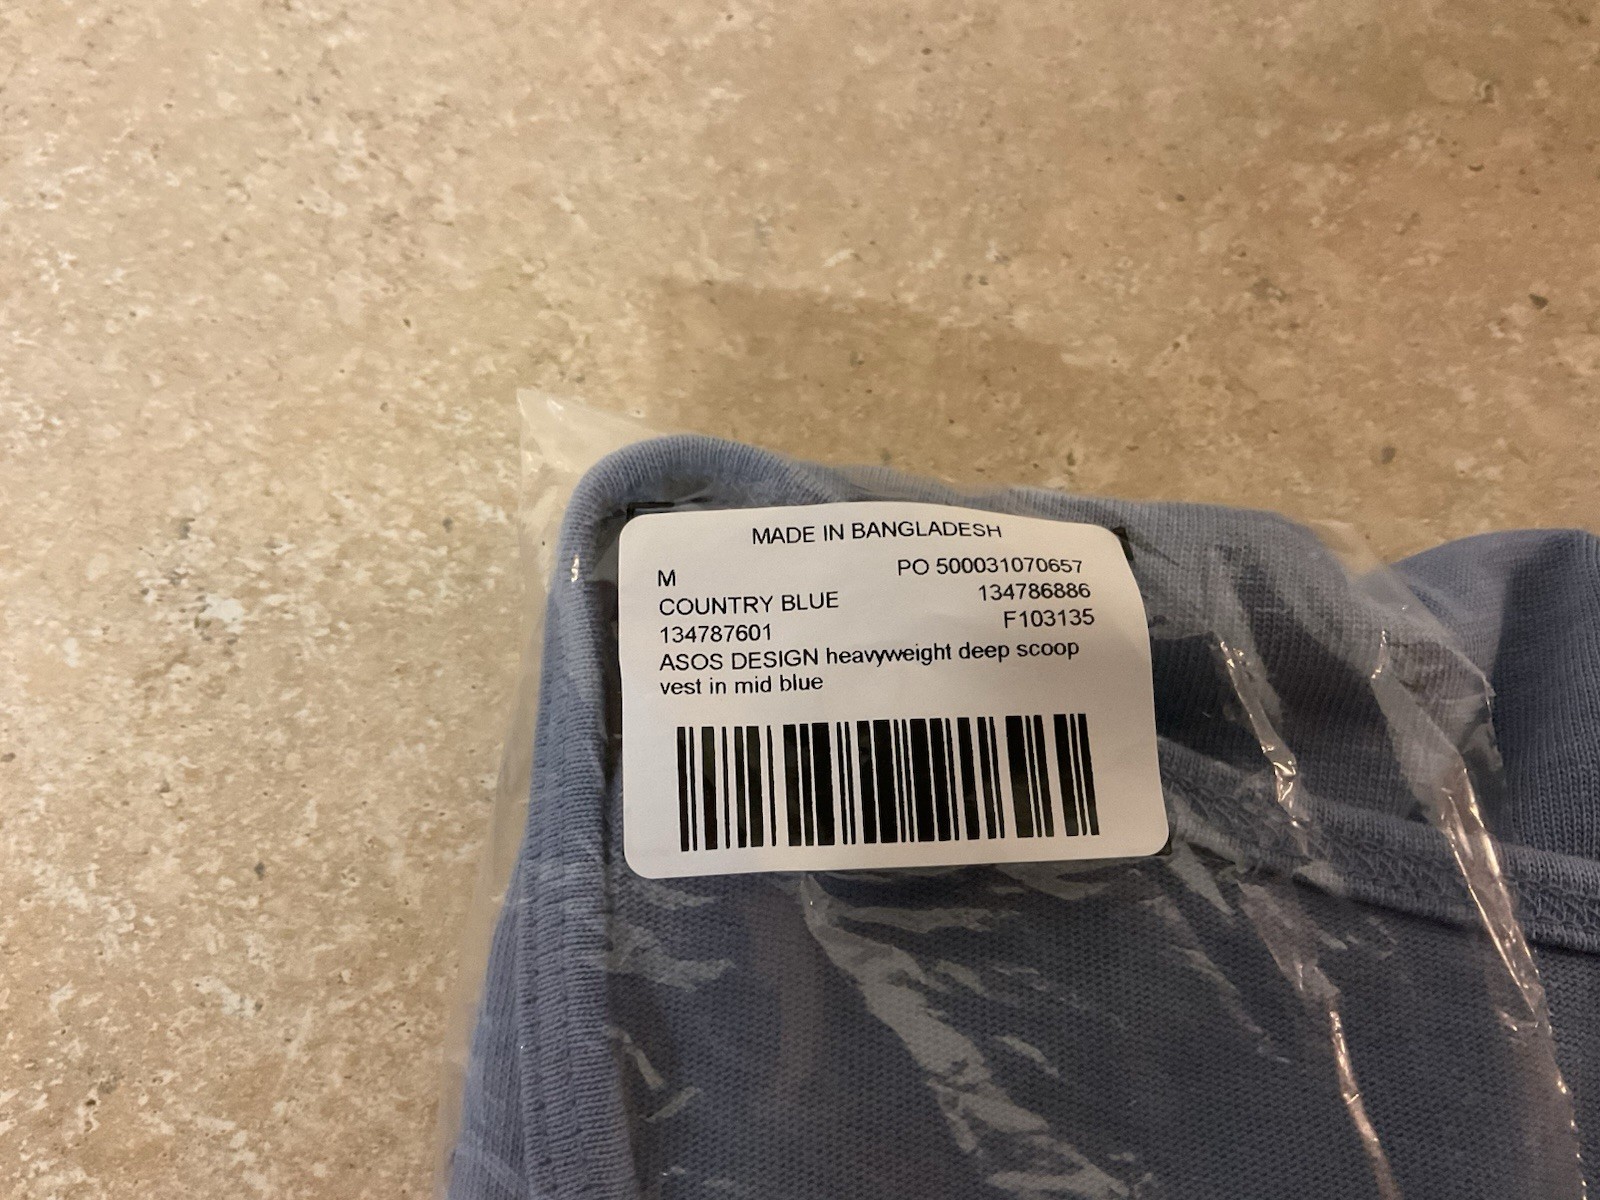 MADE IN BANGLADESH
M PO 500031070657
COUNTRY BLUE 134786886
134787601 F103135
ASOS DESIGN heavyweight deep scoop
vest in mid blue